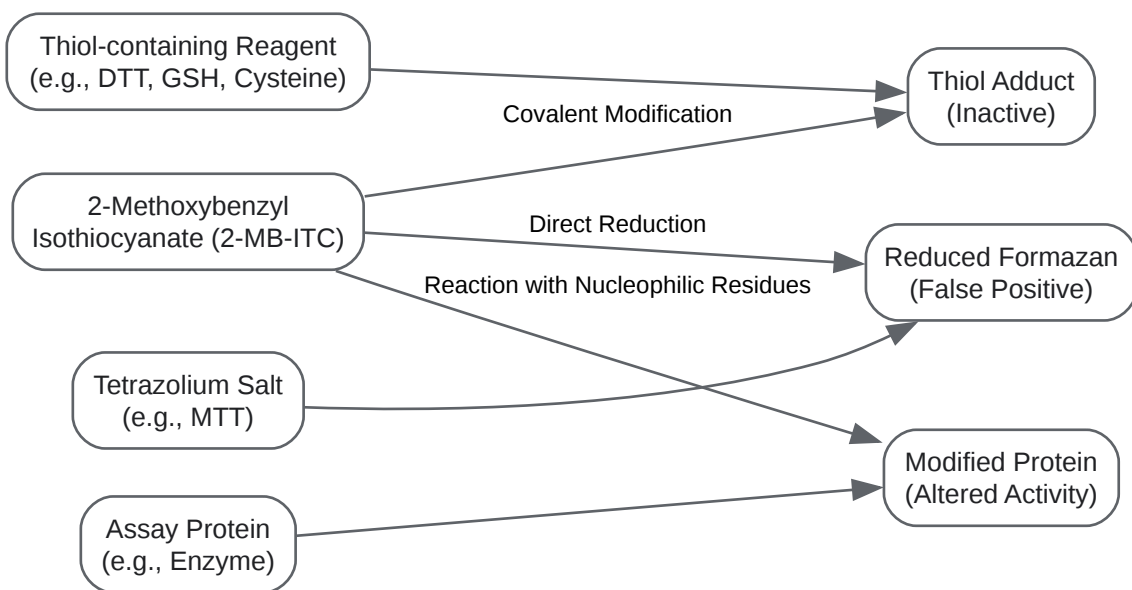 Thiol-containing Reagent
(e.g., DTT, GSH, Cysteine)
Thiol Adduct
(Inactive)
Covalent Modification
2-Methoxybenzyl
Isothiocyanate (2-MB-ITC)
Direct Reduction
Reduced Formazan
(False Positive)
Reaction with Nucleophilic Residues
Tetrazolium Salt
(e.g., MTT)
Modified Protein
(Altered Activity)
Assay Protein
(e.g., Enzyme)